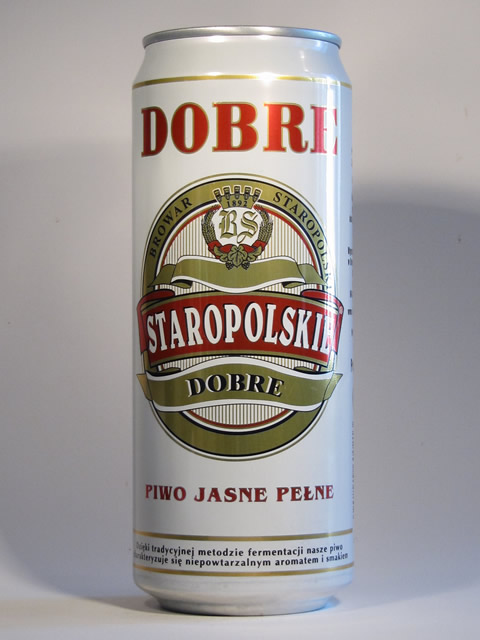 DOBRE
BROWAR STAROPOLSKI
1892
BS
STAROPOLSKIE
DOBRE
PIWO JASNE PEŁNE
Dzięki tradycyjnej metodzie fermentacji nasze piwo
charakteryzuje się niepowtarzalnym aromatem i smakiem